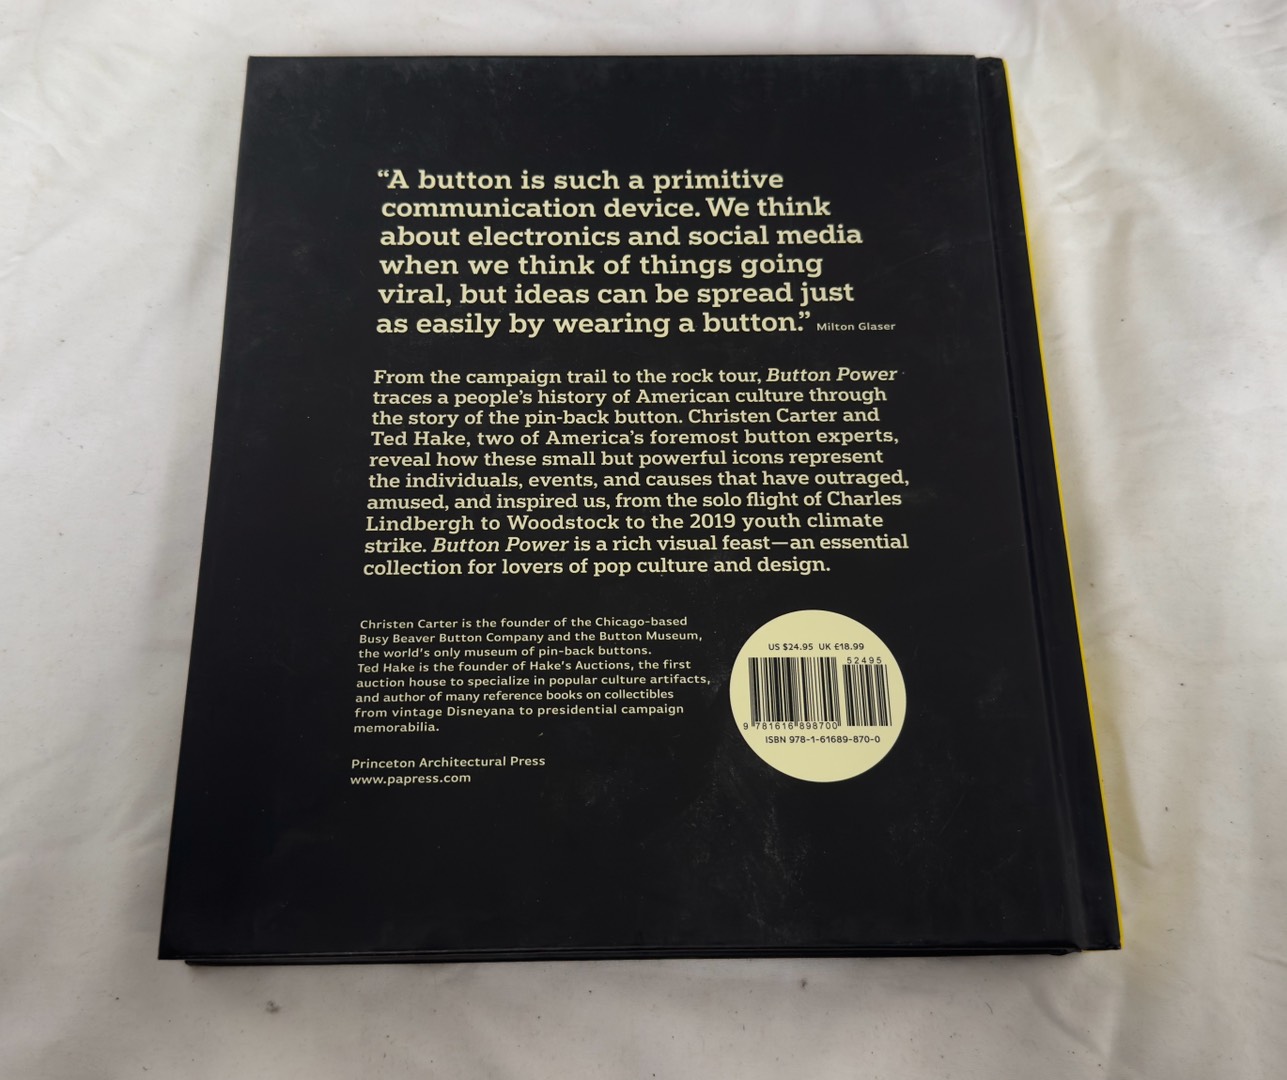 “A button is such a primitive
communication device. We think
about electronics and social media
when we think of things going
viral, but ideas can be spread just
as easily by wearing a button.” Milton Glaser
From the campaign trail to the rock tour, Button Power
traces a people’s history of American culture through
the story of the pin-back button. Christen Carter and
Ted Hake, two of America’s foremost button experts,
reveal how these small but powerful icons represent
the individuals, events, and causes that have outraged,
amused, and inspired us, from the solo flight of Charles
Lindbergh to Woodstock to the 2019 youth climate
strike. Button Power is a rich visual feast—an essential
collection for lovers of pop culture and design.
Christen Carter is the founder of the Chicago-based
Busy Beaver Button Company and the Button Museum,
the world’s only museum of pin-back buttons.
Ted Hake is the founder of Hake’s Auctions, the first
auction house to specialize in popular culture artifacts,
and author of many reference books on collectibles
from vintage Disneyana to presidential campaign
memorabilia.
Princeton Architectural Press
www.papress.com
US $24.95 UK £18.99
52495
9 781616 898700
ISBN 978-1-61689-870-0